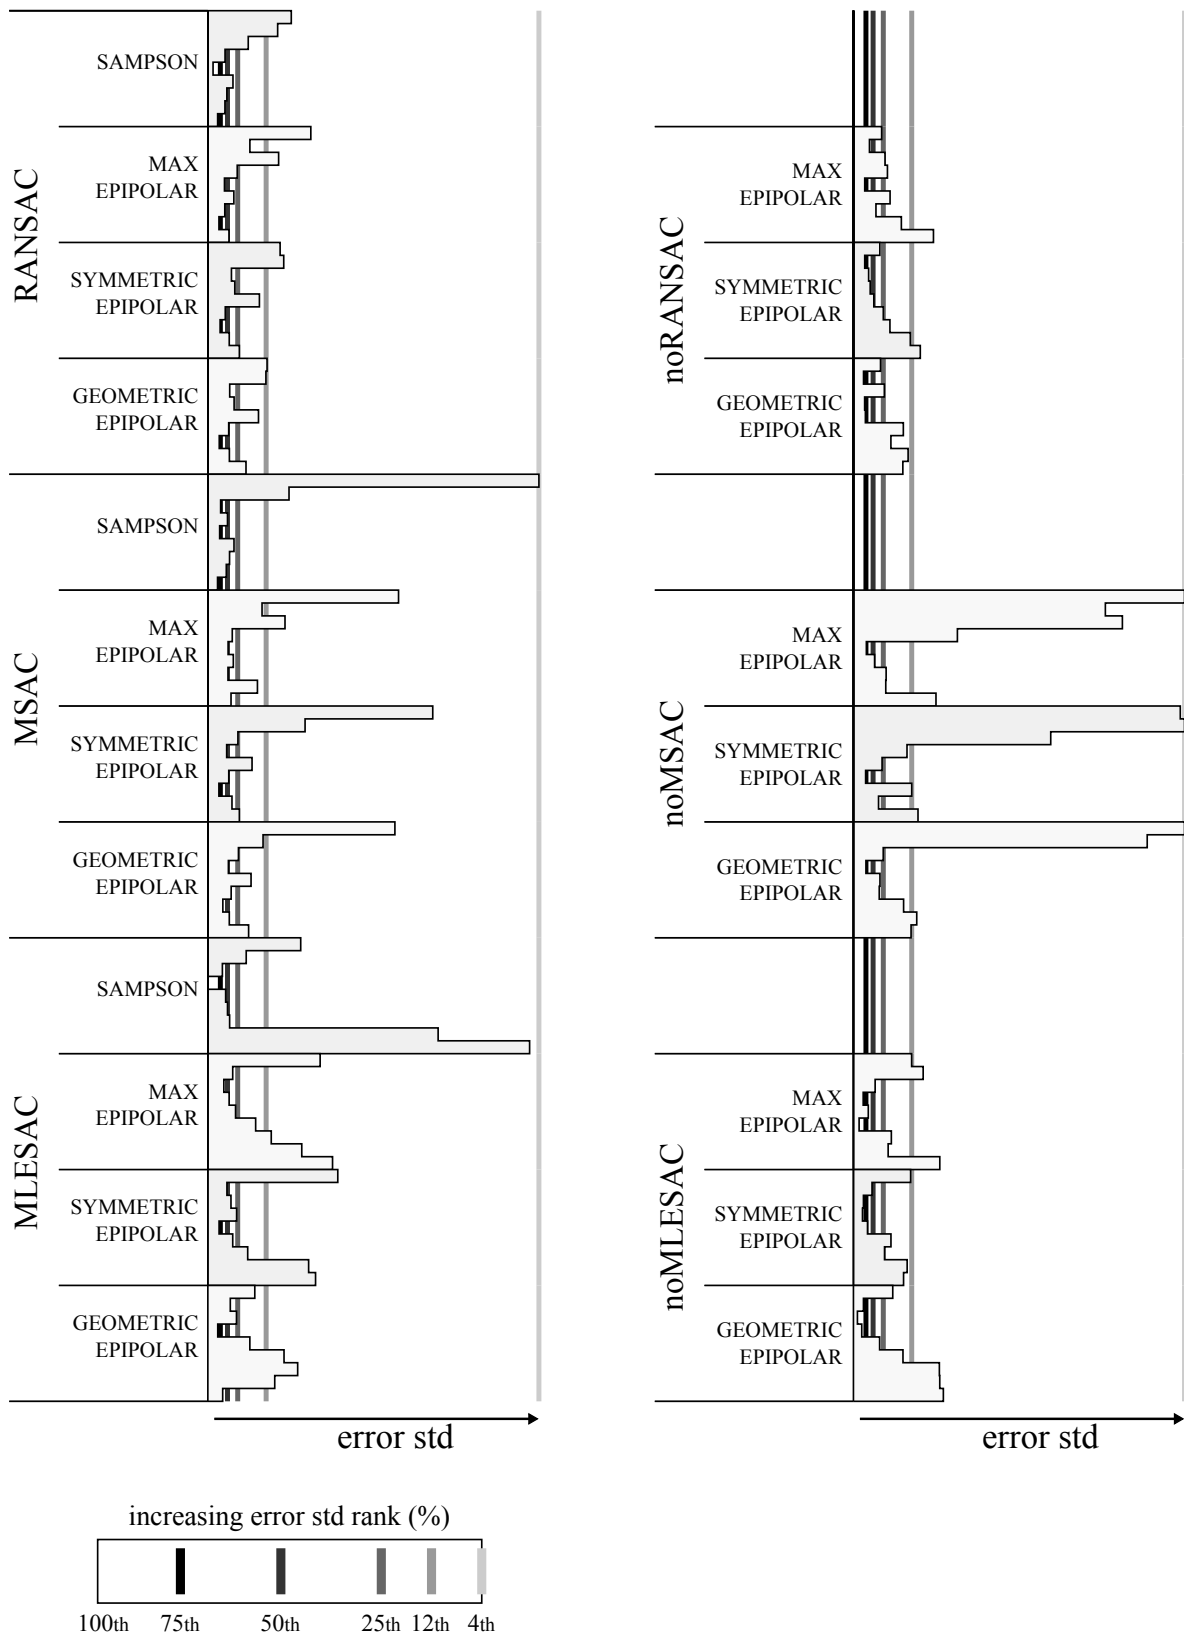 RANSAC
SAMPSON
MAX
EPIPOLAR
SYMMETRIC
EPIPOLAR
GEOMETRIC
EPIPOLAR
MSAC
SAMPSON
MAX
EPIPOLAR
SYMMETRIC
EPIPOLAR
GEOMETRIC
EPIPOLAR
MLESAC
SAMPSON
MAX
EPIPOLAR
SYMMETRIC
EPIPOLAR
GEOMETRIC
EPIPOLAR
error std
noRANSAC
MAX
EPIPOLAR
SYMMETRIC
EPIPOLAR
GEOMETRIC
EPIPOLAR
noMSAC
MAX
EPIPOLAR
SYMMETRIC
EPIPOLAR
GEOMETRIC
EPIPOLAR
noMLESAC
MAX
EPIPOLAR
SYMMETRIC
EPIPOLAR
GEOMETRIC
EPIPOLAR
error std
increasing error std rank (%)
100th 75th 50th 25th 12th 4th